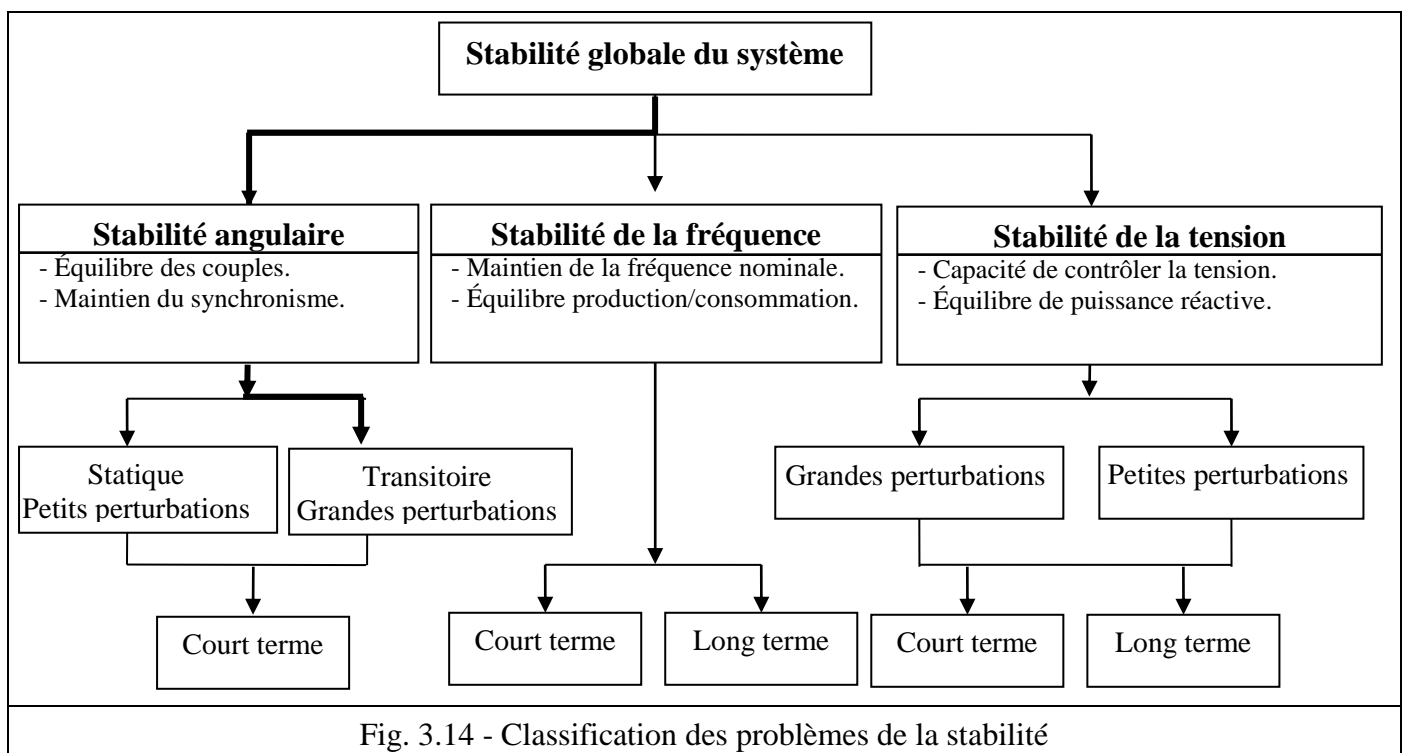 Stabilité globale du système
Stabilité angulaire
- Équilibre des couples.
- Maintien du synchronisme.
Stabilité de la fréquence
- Maintien de la fréquence nominale.
- Équilibre production/consommation.
Stabilité de la tension
- Capacité de contrôler la tension.
- Équilibre de puissance réactive.
Statique
Petits perturbations
Transitoire
Grandes perturbations
Grandes perturbations
Petites perturbations
Court terme
Court terme
Long terme
Court terme
Long terme
Fig. 3.14 - Classification des problèmes de la stabilité